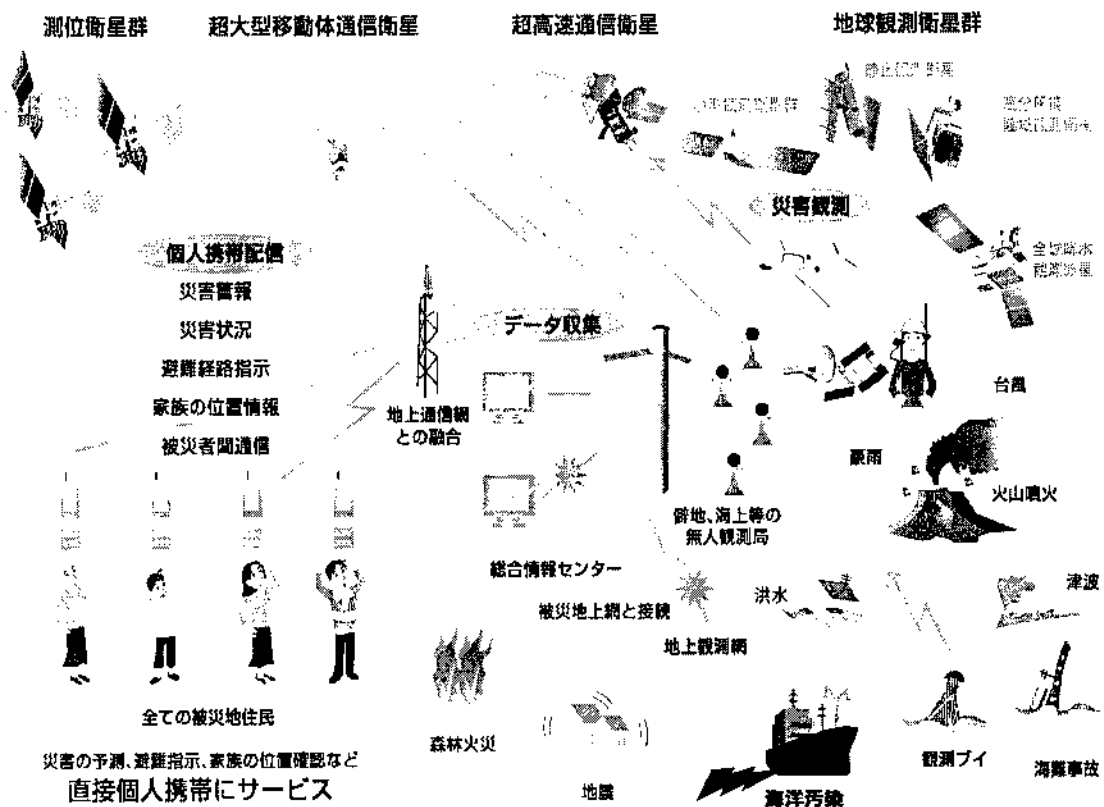 測位衛星群
超大型移動体通信衛星
超高速通信衛星
地球観測衛星群
災害観測
個人携帯配信
災害警報
災害状況
避難経路指示
家族の位置情報
被災者間通信
データ収集
地上通信網
との融合
台風
豪雨
火山噴火
僻地、海上等の
無人観測局
総合情報センター
被災地上網と接続
地上観測網
洪水
津波
全ての被災地住民
災害の予測、避難指示、家族の位置確認など
直接個人携帯にサービス
森林火災
地震
海洋汚染
観測ブイ
海難事故